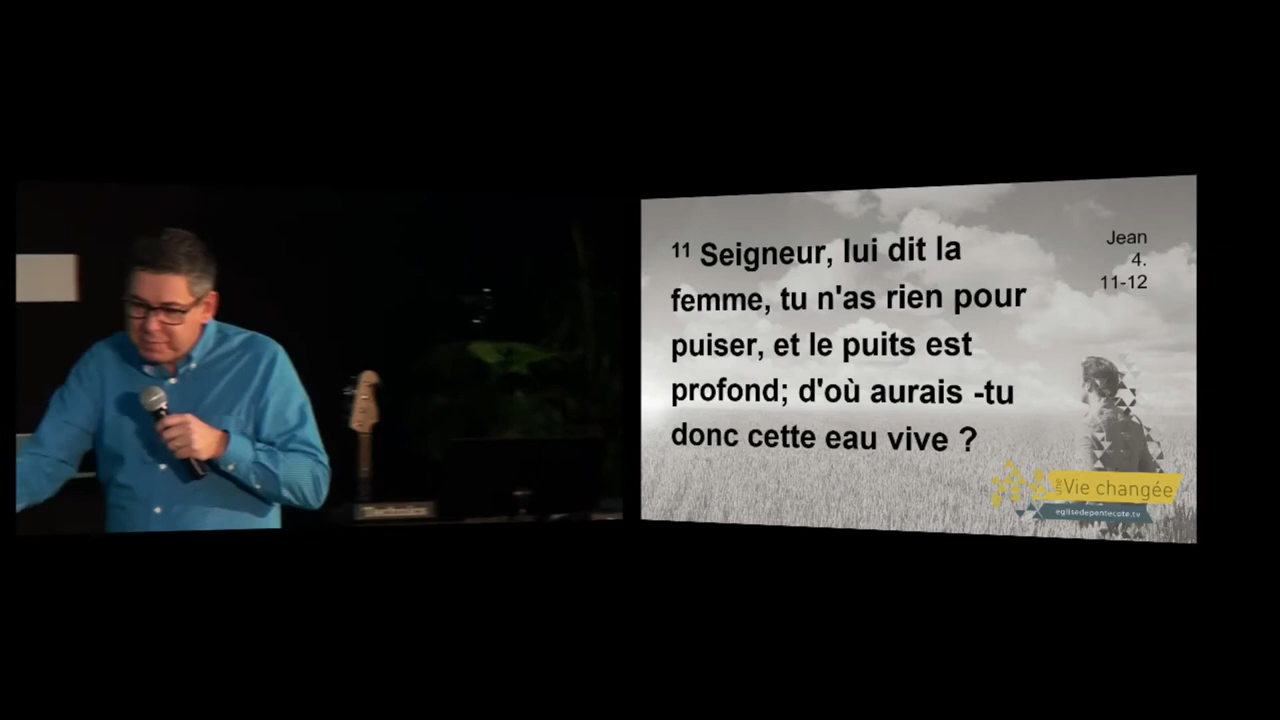 11 Seigneur, lui dit la
femme, tu n'as rien pour
puiser, et le puits est
profond; d'où aurais -tu
donc cette eau vive ?
Jean
4.
11-12
une
Vie changée
eglisedepentecote.tv